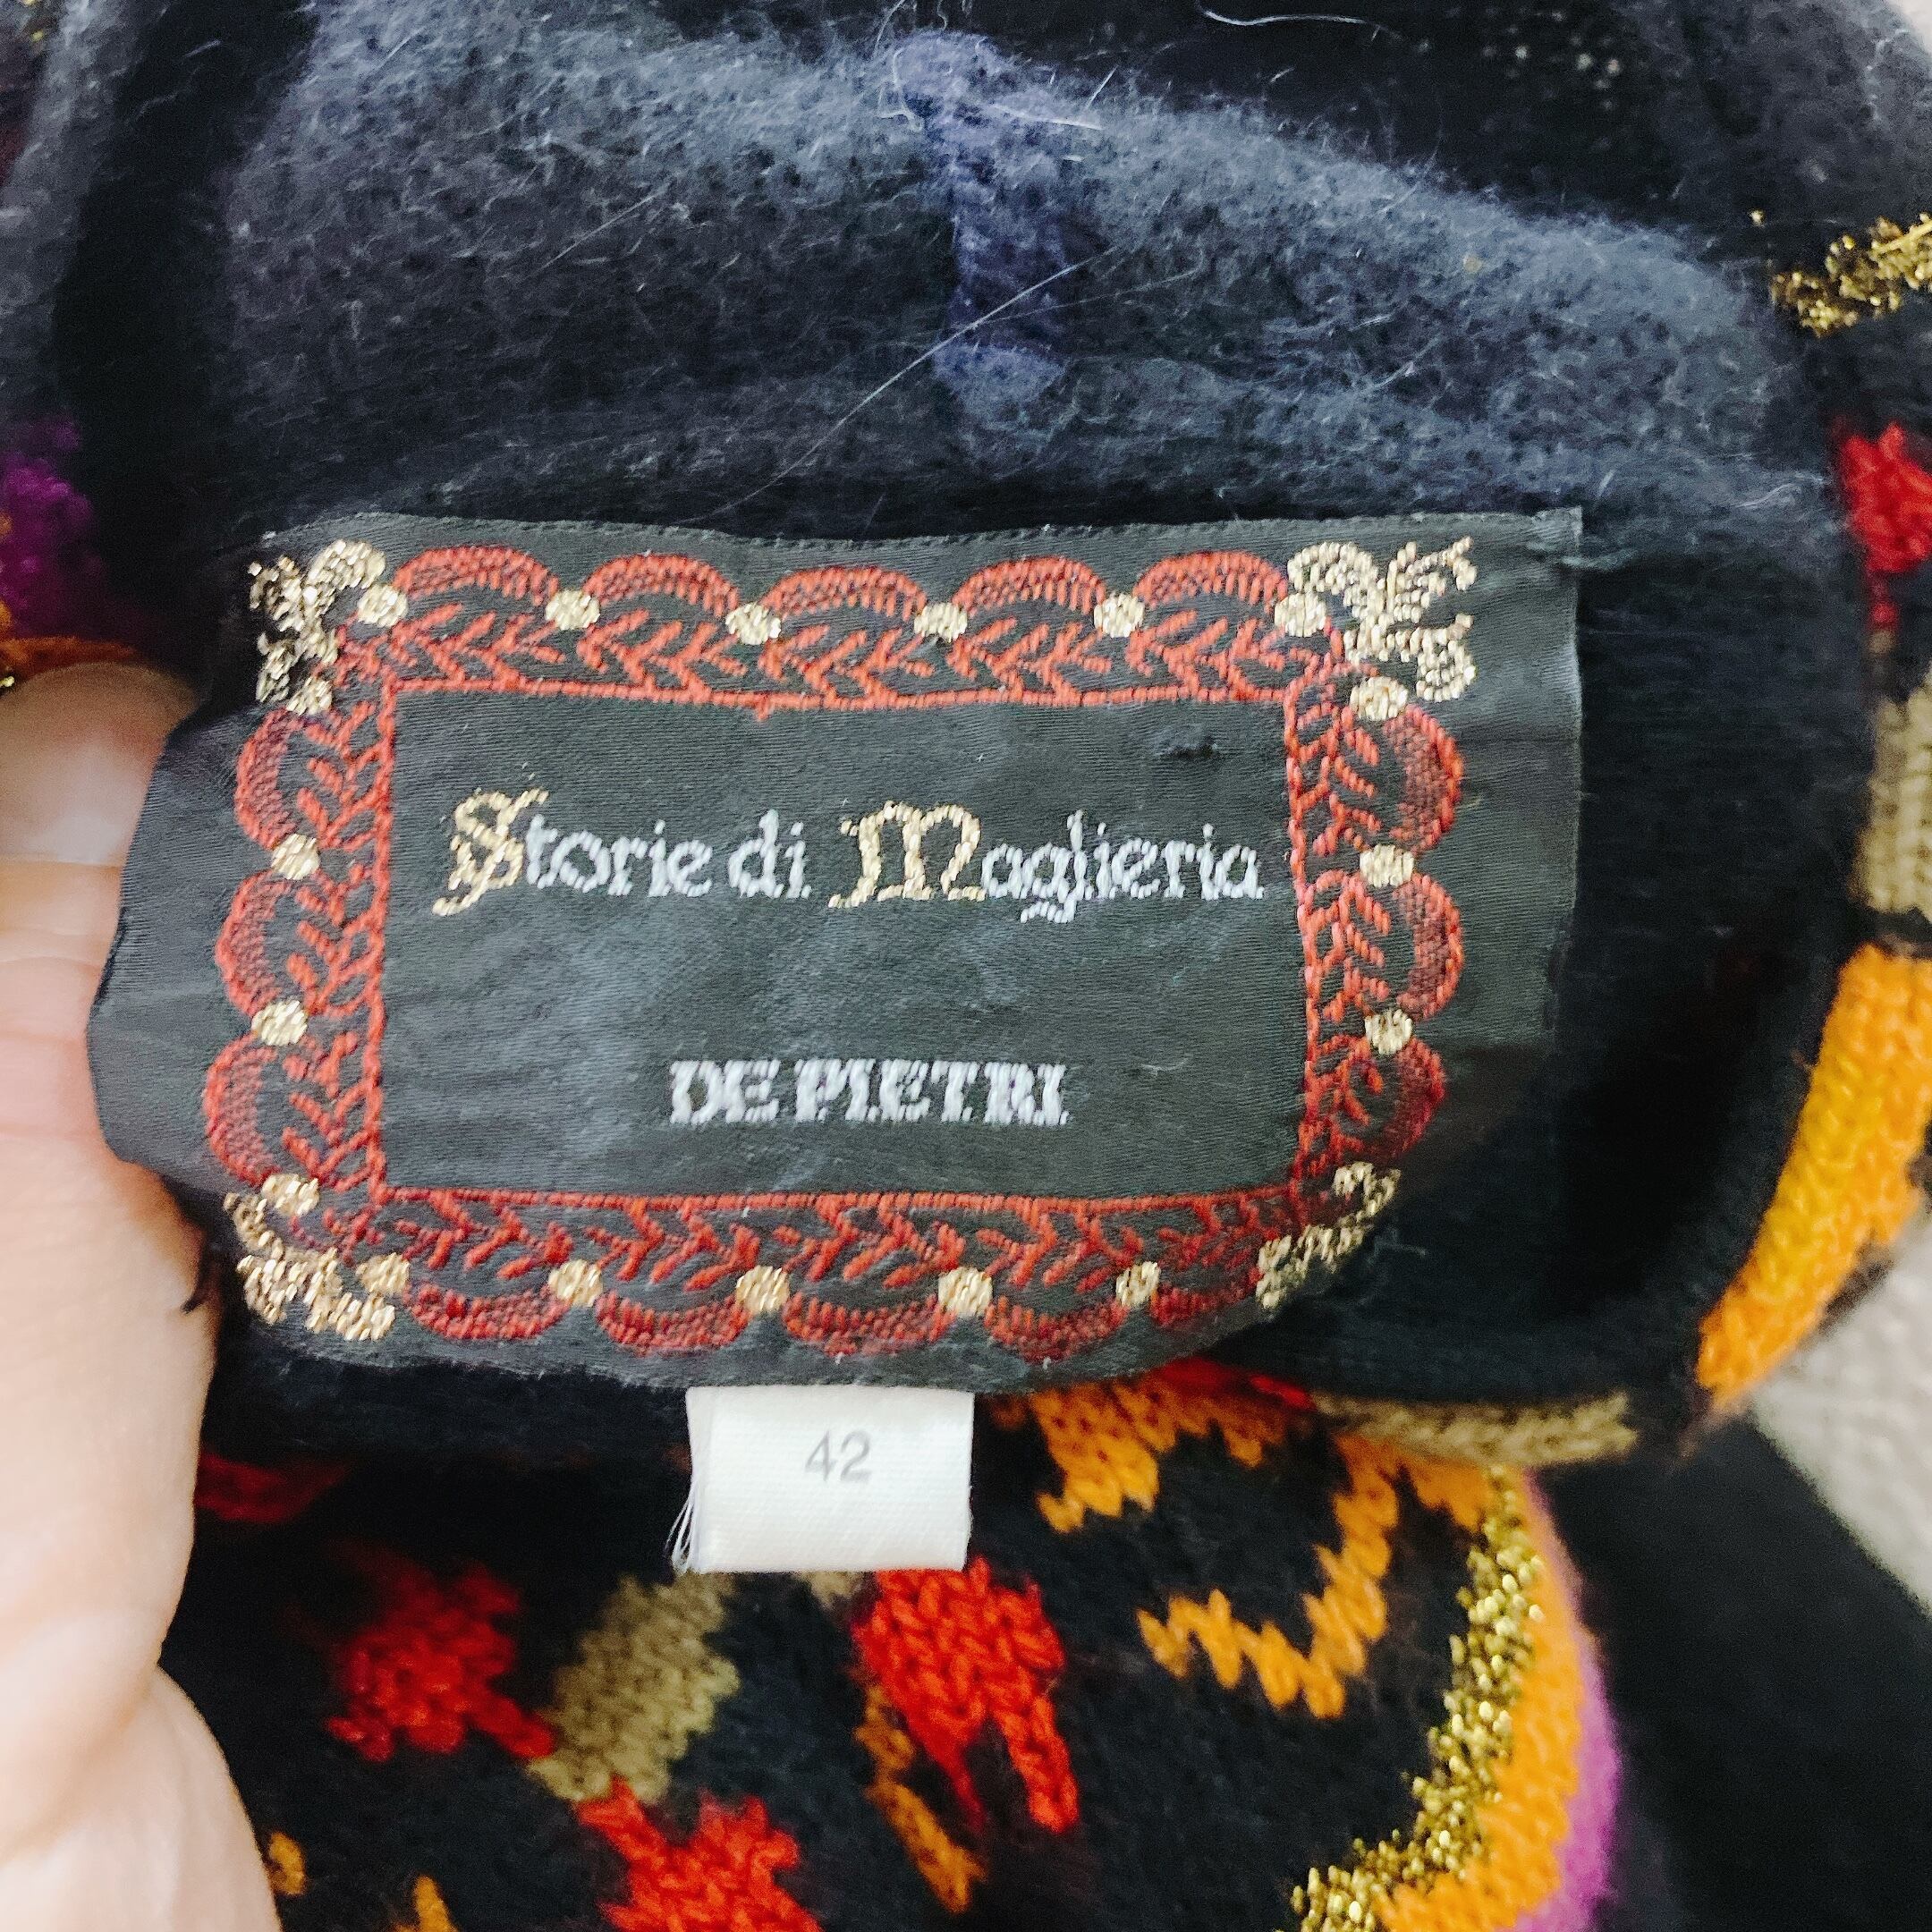 Storie di Maglieria
DE PIETRI
42